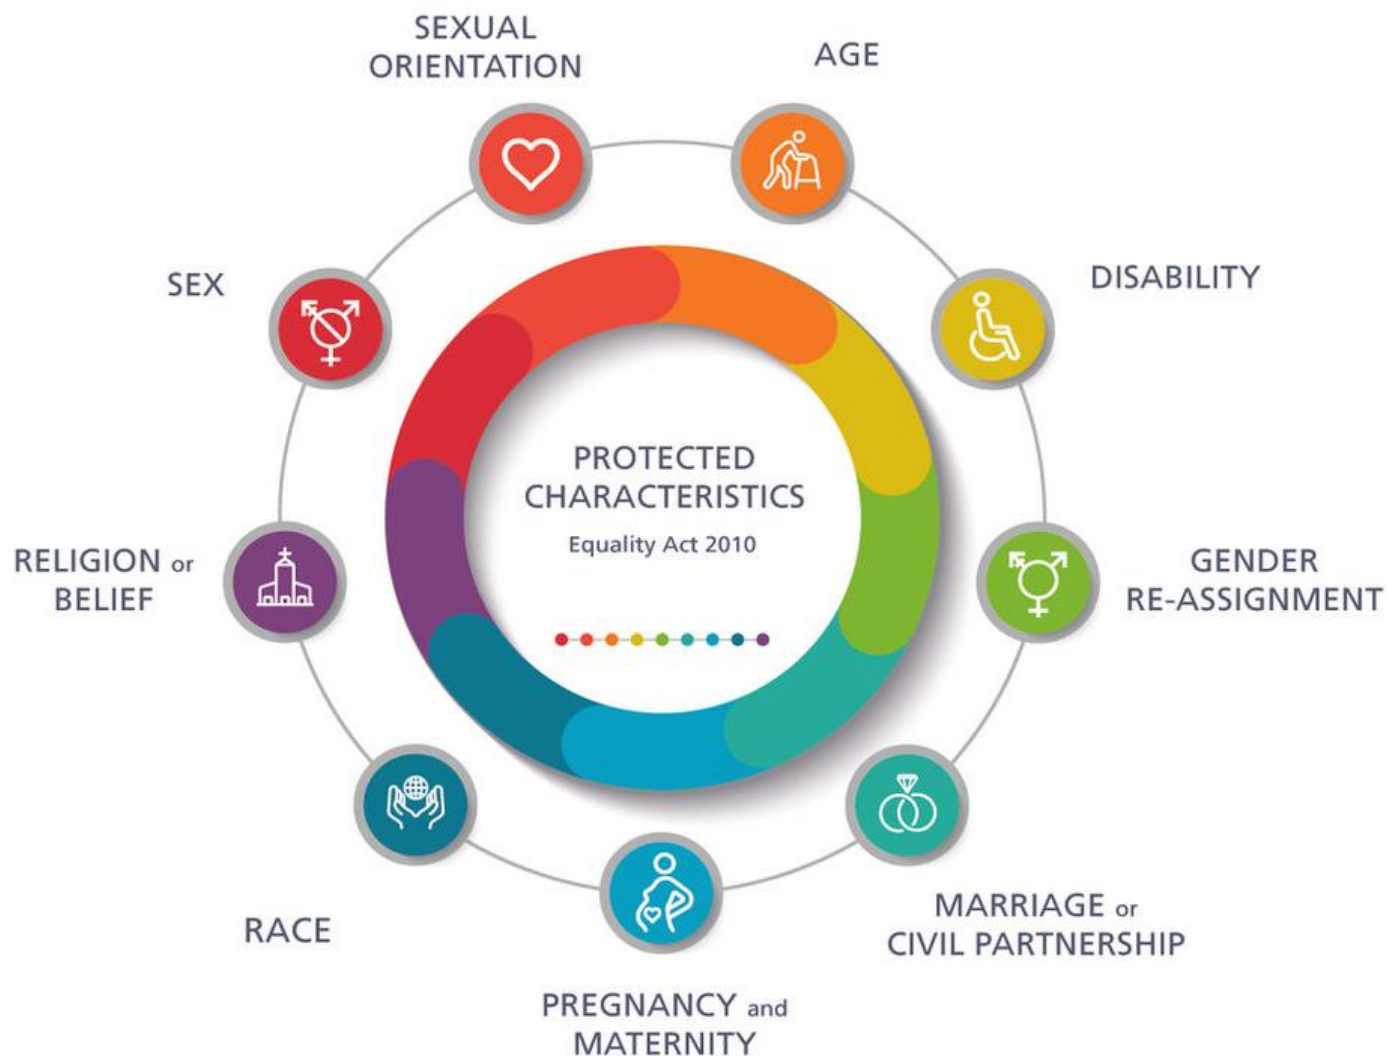 SEXUAL
ORIENTATION
AGE
SEX
DISABILITY
PROTECTED
CHARACTERISTICS
Equality Act 2010
RELIGION or
BELIEF
GENDER
RE-ASSIGNMENT
RACE
MARRIAGE or
CIVIL PARTNERSHIP
PREGNANCY and
MATERNITY